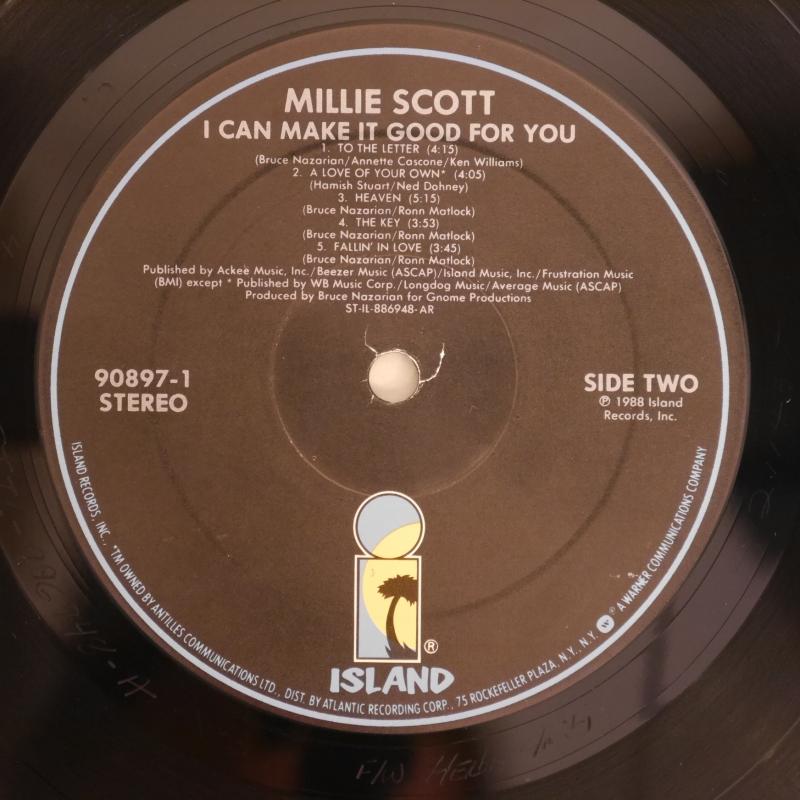 MILLIE SCOTT
I CAN MAKE IT GOOD FOR YOU
1. TO THE LETTER (4:15)
(Bruce Nazarian/Annette Cascone/Ken Williams)
2. A LOVE OF YOUR OWN* (4:05)
(Hamish Stuart/Ned Dohney)
3. HEAVEN (5:15)
(Bruce Nazarian/Ronn Matlock)
4. THE KEY (3:53)
(Bruce Nazarian/Ronn Matlock)
5. FALLIN' IN LOVE (3:45)
(Bruce Nazarian/Ronn Matlock)
Published by Ackee Music, Inc./Beezer Music (ASCAP)/Island Music, Inc./Frustration Music
(BMI) except * Published by WB Music Corp./Longdog Music/Average Music (ASCAP)
Produced by Bruce Nazarian for Gnome Productions
ST-IL-886948-AR
90897-1
STEREO
SIDE TWO
℗ 1988 Island
Records, Inc.
®
ISLAND
ISLAND RECORDS, INC., *TM OWNED BY ANTILLES COMMUNICATIONS LTD., DIST. BY ATLANTIC RECORDING CORP., 75 ROCKEFELLER PLAZA, N.Y., N.Y. W ® A WARNER COMMUNICATIONS COMPANY